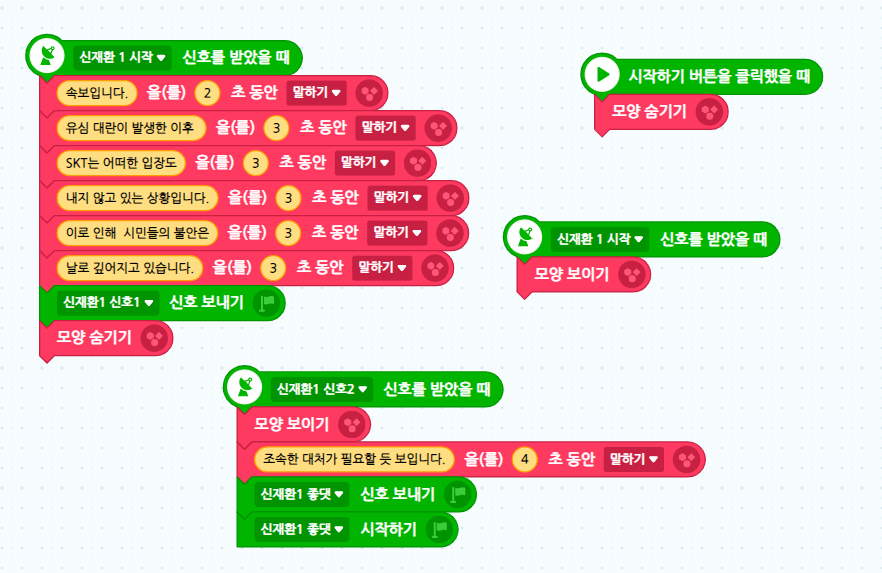 신재환 1 시작 신호를 받았을 때
속보입니다. 을(를) 2 초 동안 말하기
유심 대란이 발생한 이후 을(를) 3 초 동안 말하기
SKT는 어떠한 입장도 을(를) 3 초 동안 말하기
내지 않고 있는 상황입니다. 을(를) 3 초 동안 말하기
이로 인해 시민들의 불안은 을(를) 3 초 동안 말하기
날로 깊어지고 있습니다. 을(를) 3 초 동안 말하기
신재환1 신호1 신호 보내기
모양 숨기기
시작하기 버튼을 클릭했을 때
모양 숨기기
신재환 1 시작 신호를 받았을 때
모양 보이기
신재환1 신호2 신호를 받았을 때
모양 보이기
조속한 대처가 필요할 듯 보입니다. 을(를) 4 초 동안 말하기
신재환1 좋댓 신호 보내기
신재환1 좋댓 시작하기